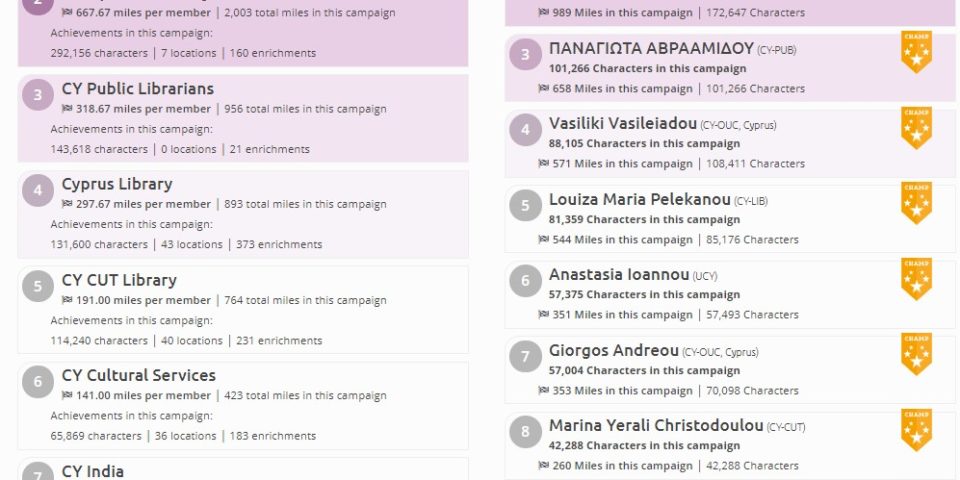 2
667.67 miles per member | 2,003 total miles in this campaign
Achievements in this campaign:
292,156 characters | 7 locations | 160 enrichments
3
CY Public Librarians
318.67 miles per member | 956 total miles in this campaign
Achievements in this campaign:
143,618 characters | 0 locations | 21 enrichments
4
Cyprus Library
297.67 miles per member | 893 total miles in this campaign
Achievements in this campaign:
131,600 characters | 43 locations | 373 enrichments
5
CY CUT Library
191.00 miles per member | 764 total miles in this campaign
Achievements in this campaign:
114,240 characters | 40 locations | 231 enrichments
6
CY Cultural Services
141.00 miles per member | 423 total miles in this campaign
Achievements in this campaign:
65,869 characters | 36 locations | 183 enrichments
7
CY India
989 Miles in this campaign | 172,647 Characters
3
ΠΑΝΑΓΙΩΤΑ ΑΒΡΑΑΜΙΔΟΥ (CY-PUB)
CHAMP
101,266 Characters in this campaign
658 Miles in this campaign | 101,266 Characters
4
Vasiliki Vasileiadou (CY-OUC, Cyprus)
CHAMP
88,105 Characters in this campaign
571 Miles in this campaign | 108,411 Characters
5
Louiza Maria Pelekanou (CY-LIB)
CHAMP
81,359 Characters in this campaign
544 Miles in this campaign | 85,176 Characters
6
Anastasia Ioannou (UCY)
CHAMP
57,375 Characters in this campaign
351 Miles in this campaign | 57,493 Characters
7
Giorgos Andreou (CY-OUC, Cyprus)
CHAMP
57,004 Characters in this campaign
353 Miles in this campaign | 70,098 Characters
8
Marina Yerali Christodoulou (CY-CUT)
CHAMP
42,288 Characters in this campaign
260 Miles in this campaign | 42,288 Characters